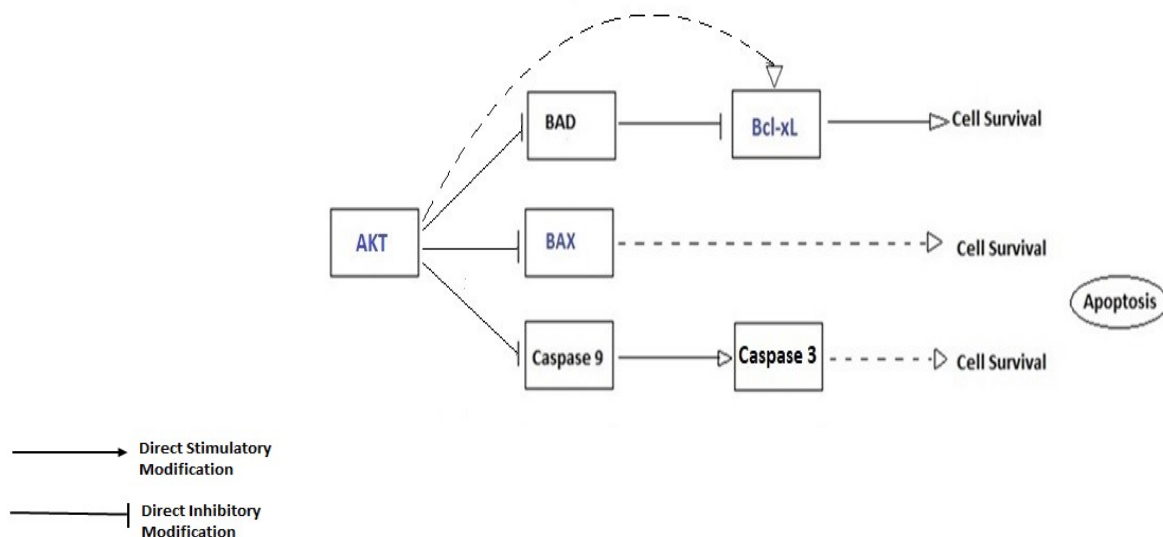 BAD
Bcl-xL
Cell Survival
AKT
BAX
Cell Survival
Apoptosis
Caspase 9
Caspase 3
Cell Survival
Direct Stimulatory
Modification
Direct Inhibitory
Modification